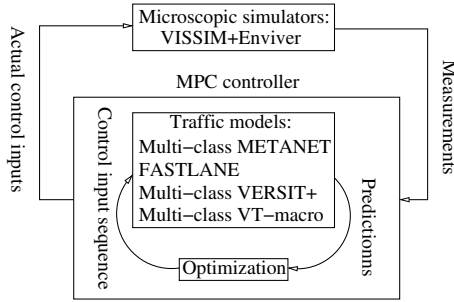 Microscopic simulators:
VISSIM+Enviver
Actual control inputs
Measurements
MPC controller
Control input sequence
Traffic models:
Multi−class METANET
FASTLANE
Multi−class VERSIT+
Multi−class VT−macro
Predictionns
Optimization